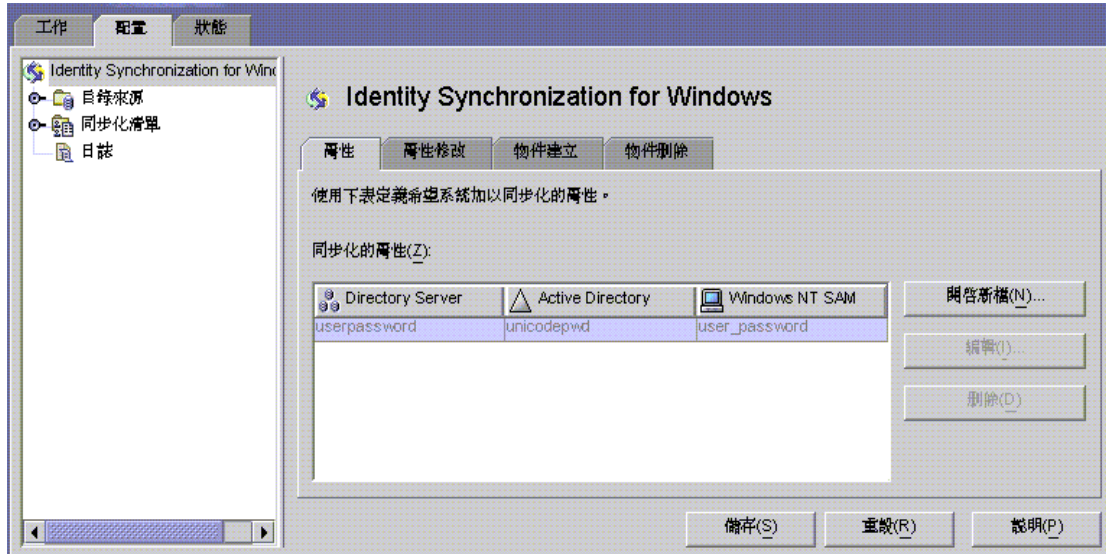 工作 配置 狀態
Identity Synchronization for Wind
目錄來源
同步化清單
日誌
Identity Synchronization for Windows
屬性 屬性修改 物件建立 物件刪除
使用下表定義希望系統加以同步化的屬性。
同步化的屬性(Z):
Directory Server Active Directory Windows NT SAM
userpassword unicodepwd user_password
開啓新檔(N)...
編輯(I)...
刪除(D)
儲存(S) 重設(R) 說明(P)